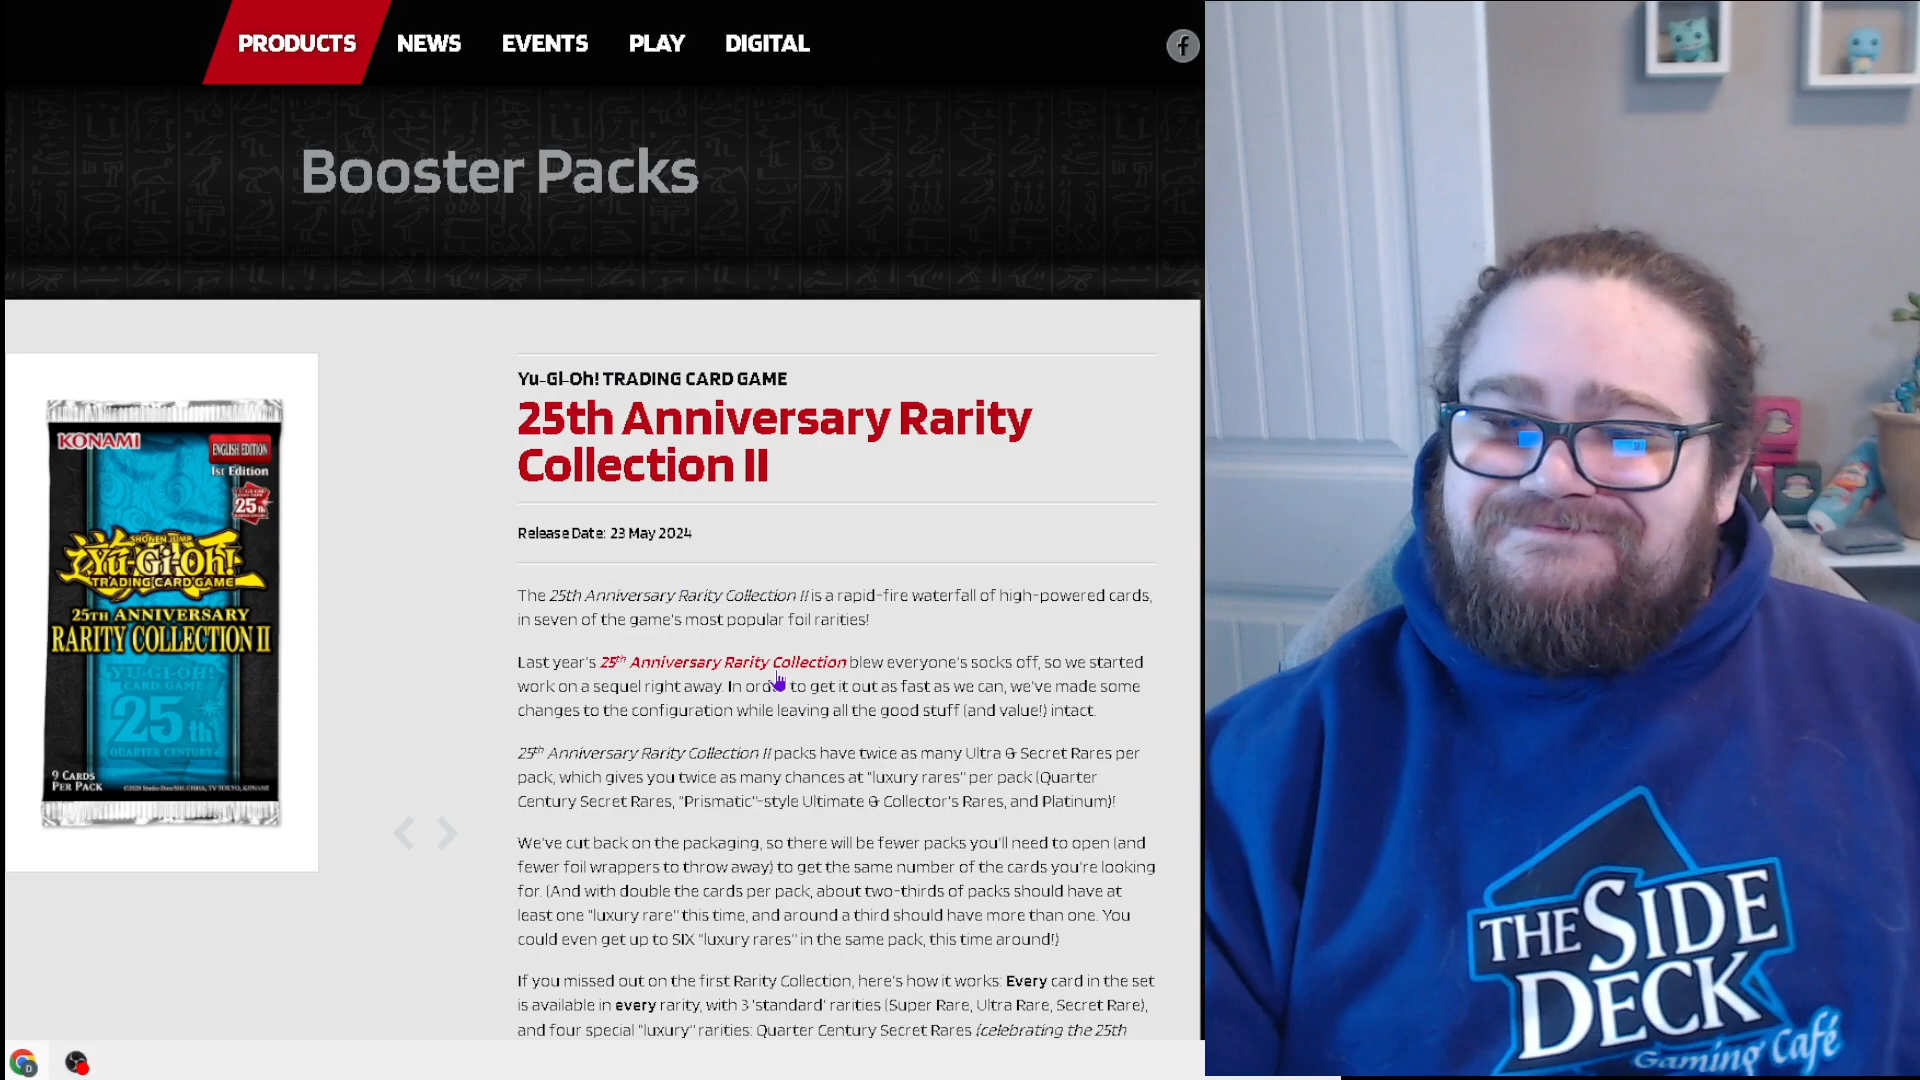 PRODUCTS NEWS EVENTS PLAY DIGITAL
Booster Packs
KONAMI
ENGLISH EDITION
1st Edition
25th
SHONEN JUMP
Yu-Gi-Oh!
TRADING CARD GAME
25TH ANNIVERSARY
RARITY COLLECTION II
YU-GI-OH!
CARD GAME
25th
QUARTER CENTURY
9 CARDS
PER PACK
Yu-Gi-Oh! TRADING CARD GAME
25th Anniversary Rarity
Collection II
Release Date: 23 May 2024
The 25th Anniversary Rarity Collection II is a rapid-fire waterfall of high-powered cards,
in seven of the game's most popular foil rarities!
Last year's 25th Anniversary Rarity Collection blew everyone's socks off, so we started
work on a sequel right away. In order to get it out as fast as we can, we've made some
changes to the configuration while leaving all the good stuff (and value!) intact.
25th Anniversary Rarity Collection II packs have twice as many Ultra & Secret Rares per
pack, which gives you twice as many chances at "luxury rares" per pack (Quarter
Century Secret Rares, "Prismatic"-style Ultimate & Collector's Rares, and Platinum)!
We've cut back on the packaging, so there will be fewer packs you'll need to open (and
fewer foil wrappers to throw away) to get the same number of the cards you're looking
for. (And with double the cards per pack, about two-thirds of packs should have at
least one "luxury rare" this time, and around a third should have more than one. You
could even get up to SIX "luxury rares" in the same pack, this time around!)
If you missed out on the first Rarity Collection, here's how it works: Every card in the set
is available in every rarity, with 3 'standard' rarities (Super Rare, Ultra Rare, Secret Rare),
and four special "luxury" rarities: Quarter Century Secret Rares (celebrating the 25th
THE SIDE
DECK
Gaming Café